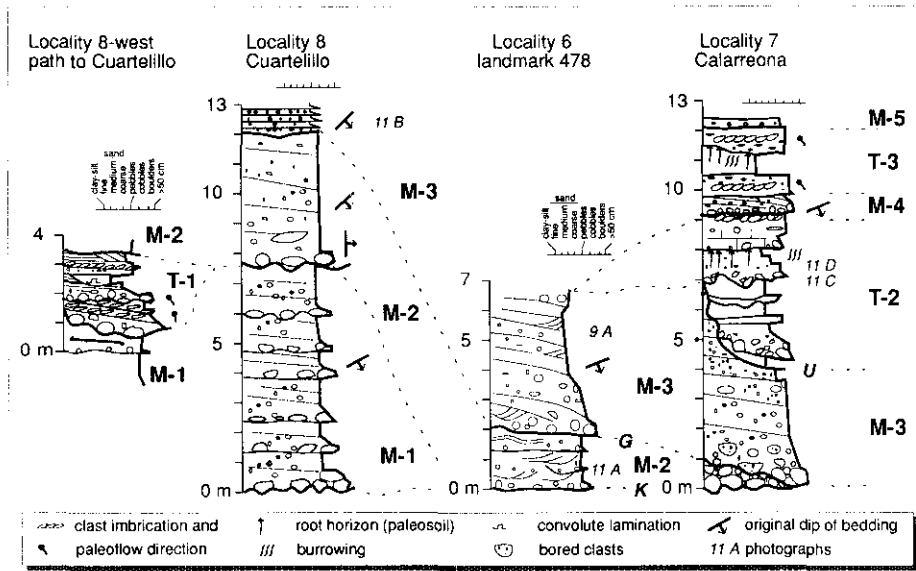 Locality 8-west
path to Cuartelillo
Locality 8
Cuartelillo
Locality 6
landmark 478
Locality 7
Calarreona
clay-silt
fine
medium
coarse
pebbles
cobbles
boulders
>50 cm
sand
4
0 m
M-2
T-1
M-1
13
10
5
0 m
11 B
M-3
M-2
M-1
clay-silt
fine
medium
coarse
pebbles
cobbles
boulders
>50 cm
sand
7
5
0 m
9 A
11 A
M-3
G
M-2
K
13
10
5
0 m
11 D
11 C
U
M-5
T-3
M-4
T-2
M-3
clast imbrication and
root horizon (paleosoil)
convolute lamination
original dip of bedding
paleoflow direction
burrowing
bored clasts
11 A photographs